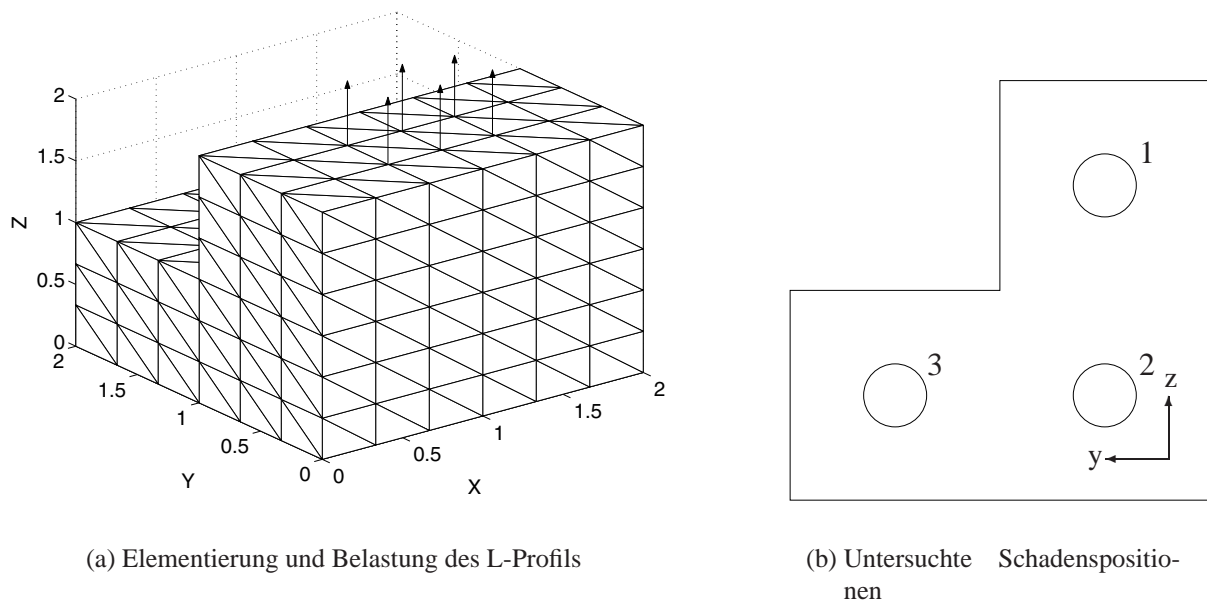 2
1.5
1
0.5
0
Z
2
1.5
1
0.5
0
Y
0
0.5
1
1.5
2
X
1
3
2
z
y
(a) Elementierung und Belastung des L-Profils
(b) Untersuchte Schadenspositio-
nen